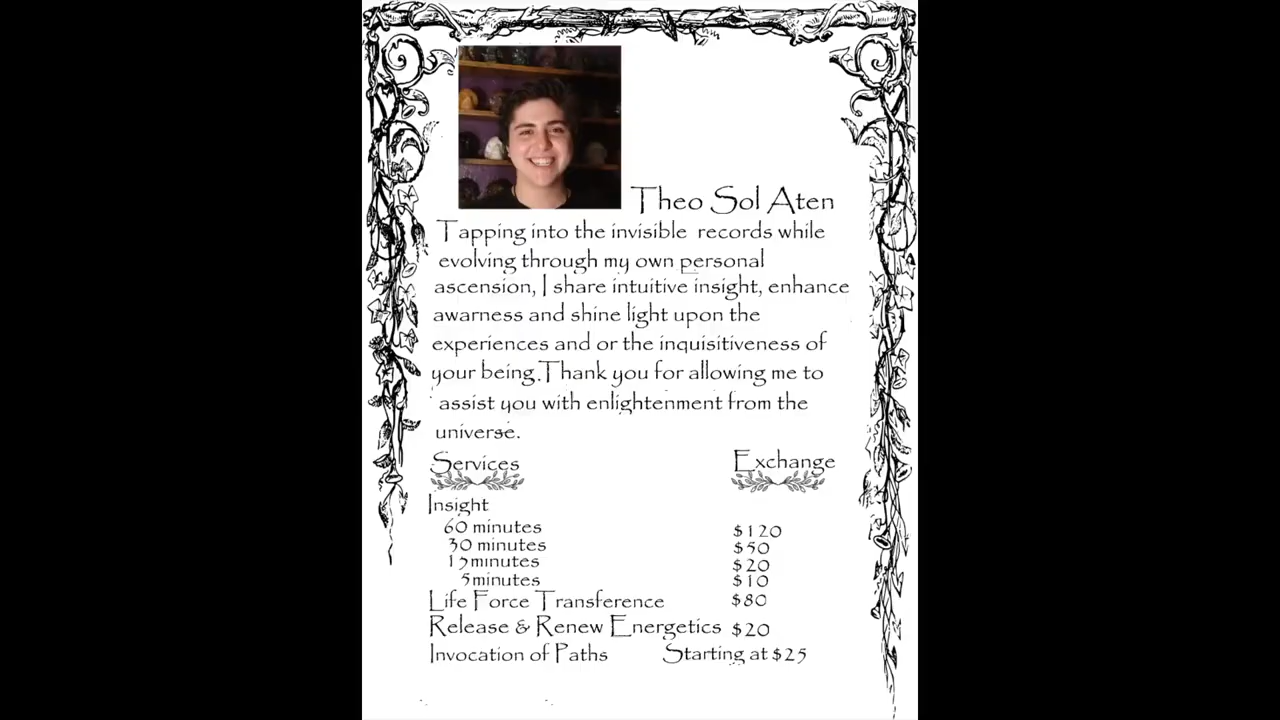 Theo Sol Aten
Tapping into the invisible records while
evolving through my own personal
ascension, I share intuitive insight, enhance
awarness and shine light upon the
experiences and or the inquisitiveness of
your being.Thank you for allowing me to
assist you with enlightenment from the
universe.
Services Exchange
Insight
60 minutes $120
30 minutes $50
15minutes $20
5minutes $10
Life Force Transference $80
Release & Renew Energetics $20
Invocation of Paths Starting at $25